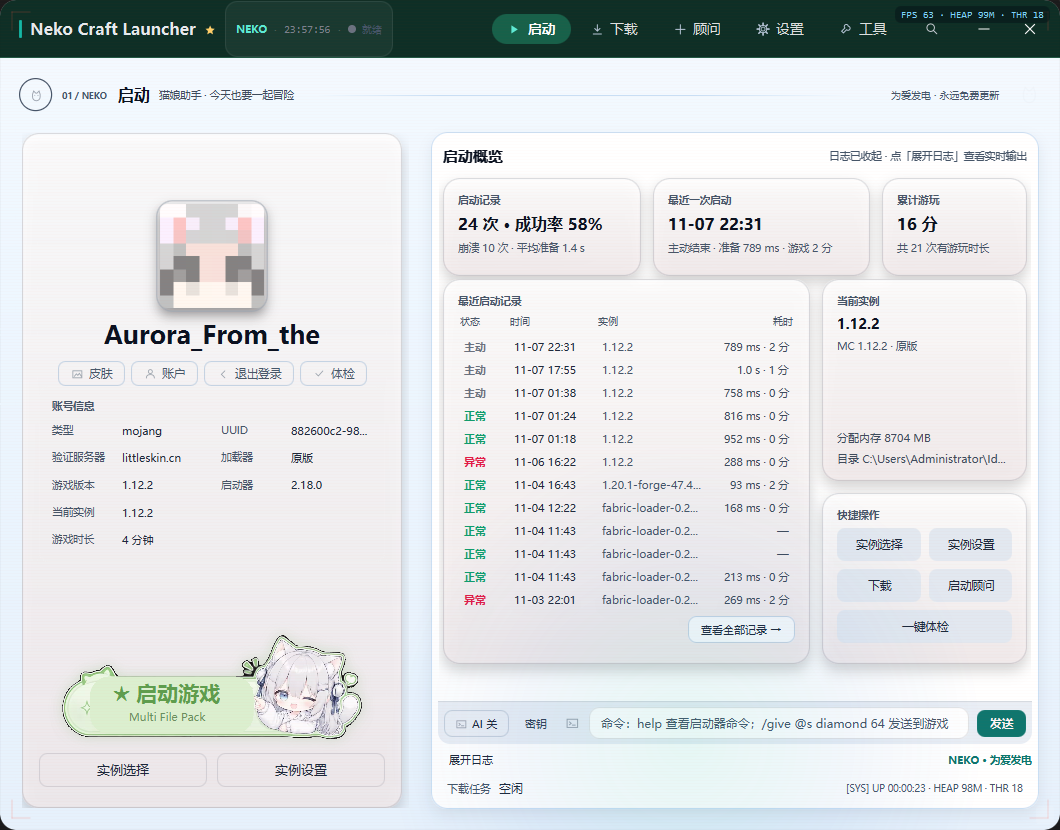 FPS 63 · HEAP 99M · THR 18
Neko Craft Launcher ★ NEKO · 23:57:56 · 就绪 启动 下载 顾问 设置 工具
01 / NEKO 启动 猫娘助手 · 今天也要一起冒险 为爱发电 · 永远免费更新
Aurora_From_the
皮肤 账户 退出登录 体检
账号信息
类型 mojang UUID 882600c2-98...
验证服务器 littleskin.cn 加载器 原版
游戏版本 1.12.2 启动器 2.18.0
当前实例 1.12.2
游戏时长 4 分钟
★ 启动游戏
Multi File Pack
实例选择 实例设置
启动概览 日志已收起 · 点「展开日志」查看实时输出
启动记录
24 次 • 成功率 58%
崩溃 10 次 · 平均准备 1.4 s
最近一次启动
11-07 22:31
主动结束 · 准备 789 ms · 游戏 2 分
累计游玩
16 分
共 21 次有游玩时长
最近启动记录
状态 时间 实例 耗时
主动 11-07 22:31 1.12.2 789 ms · 2 分
主动 11-07 17:55 1.12.2 1.0 s · 1 分
主动 11-07 01:38 1.12.2 758 ms · 0 分
正常 11-07 01:24 1.12.2 816 ms · 0 分
正常 11-07 01:18 1.12.2 952 ms · 0 分
异常 11-06 16:22 1.12.2 288 ms · 0 分
正常 11-04 16:43 1.20.1-forge-47.4... 93 ms · 2 分
正常 11-04 12:22 fabric-loader-0.2... 168 ms · 0 分
正常 11-04 11:43 fabric-loader-0.2... —
正常 11-04 11:43 fabric-loader-0.2... —
正常 11-04 11:43 fabric-loader-0.2... 213 ms · 0 分
异常 11-03 22:01 fabric-loader-0.2... 269 ms · 2 分
查看全部记录 →
当前实例
1.12.2
MC 1.12.2 · 原版
分配内存 8704 MB
目录 C:\Users\Administrator\Id...
快捷操作
实例选择 实例设置
下载 启动顾问
一键体检
AI 关 密钥 命令：help 查看启动器命令；/give @s diamond 64 发送到游戏 发送
展开日志 NEKO • 为爱发电
下载任务 空闲 [SYS] UP 00:00:23 · HEAP 98M · THR 18